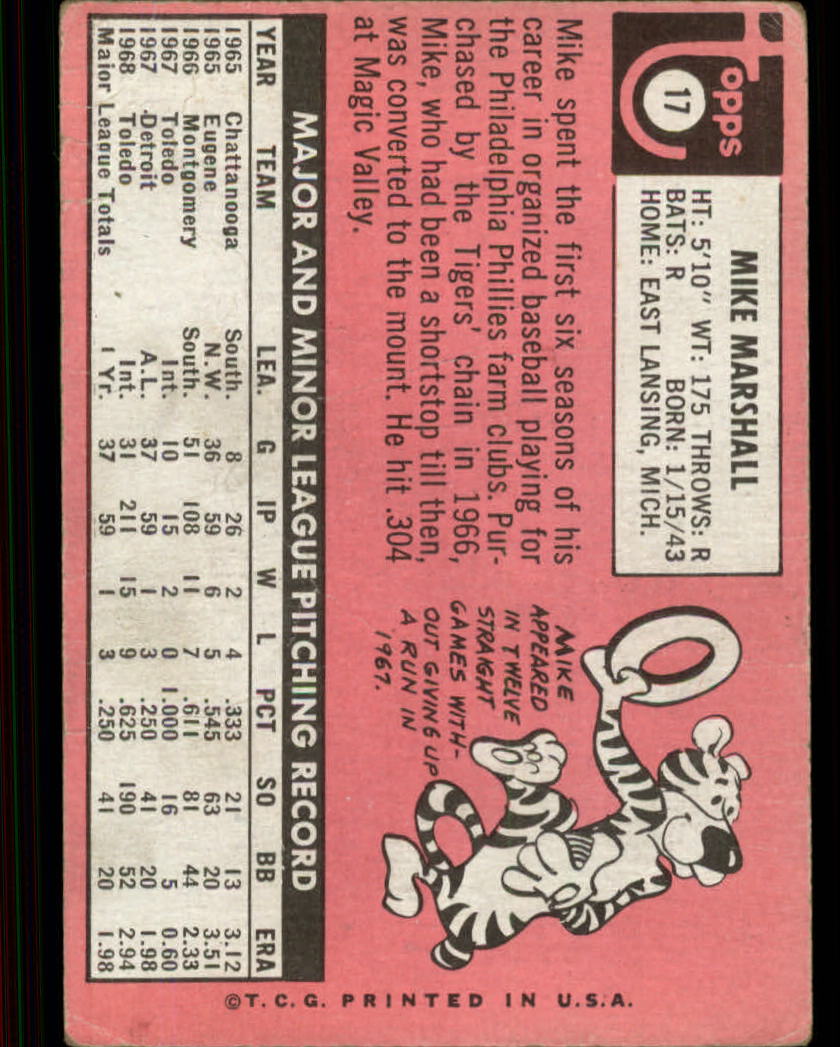 Topps
17
MIKE MARSHALL
HT: 5'10" WT: 175 THROWS: R
BATS: R BORN: 1/15/43
HOME: EAST LANSING, MICH.
Mike spent the first six seasons of his
career in organized baseball playing for
the Philadelphia Phillies farm clubs. Pur-
chased by the Tigers' chain in 1966,
Mike, who had been a shortstop till then,
was converted to the mount. He hit .304
at Magic Valley.
MIKE
APPEARED
IN TWELVE
STRAIGHT
GAMES WITH-
OUT GIVING UP
A RUN IN
1967.
MAJOR AND MINOR LEAGUE PITCHING RECORD
YEAR TEAM LEA. G IP W L PCT SO BB ERA
1965 Chattanooga South. 8 26 2 4 .333 21 13 3.12
1965 Eugene N.W. 36 59 6 5 .545 63 20 3.51
1966 Montgomery South. 51 108 11 7 .611 81 44 2.33
1967 Toledo Int. 10 15 2 0 1.000 16 5 0.60
1967 Detroit A.L. 37 59 1 3 .250 41 20 1.98
1968 Toledo Int. 31 211 15 9 .625 190 52 2.94
Major League Totals 1 Yr. 37 59 1 3 .250 41 20 1.98
©T.C.G. PRINTED IN U.S.A.